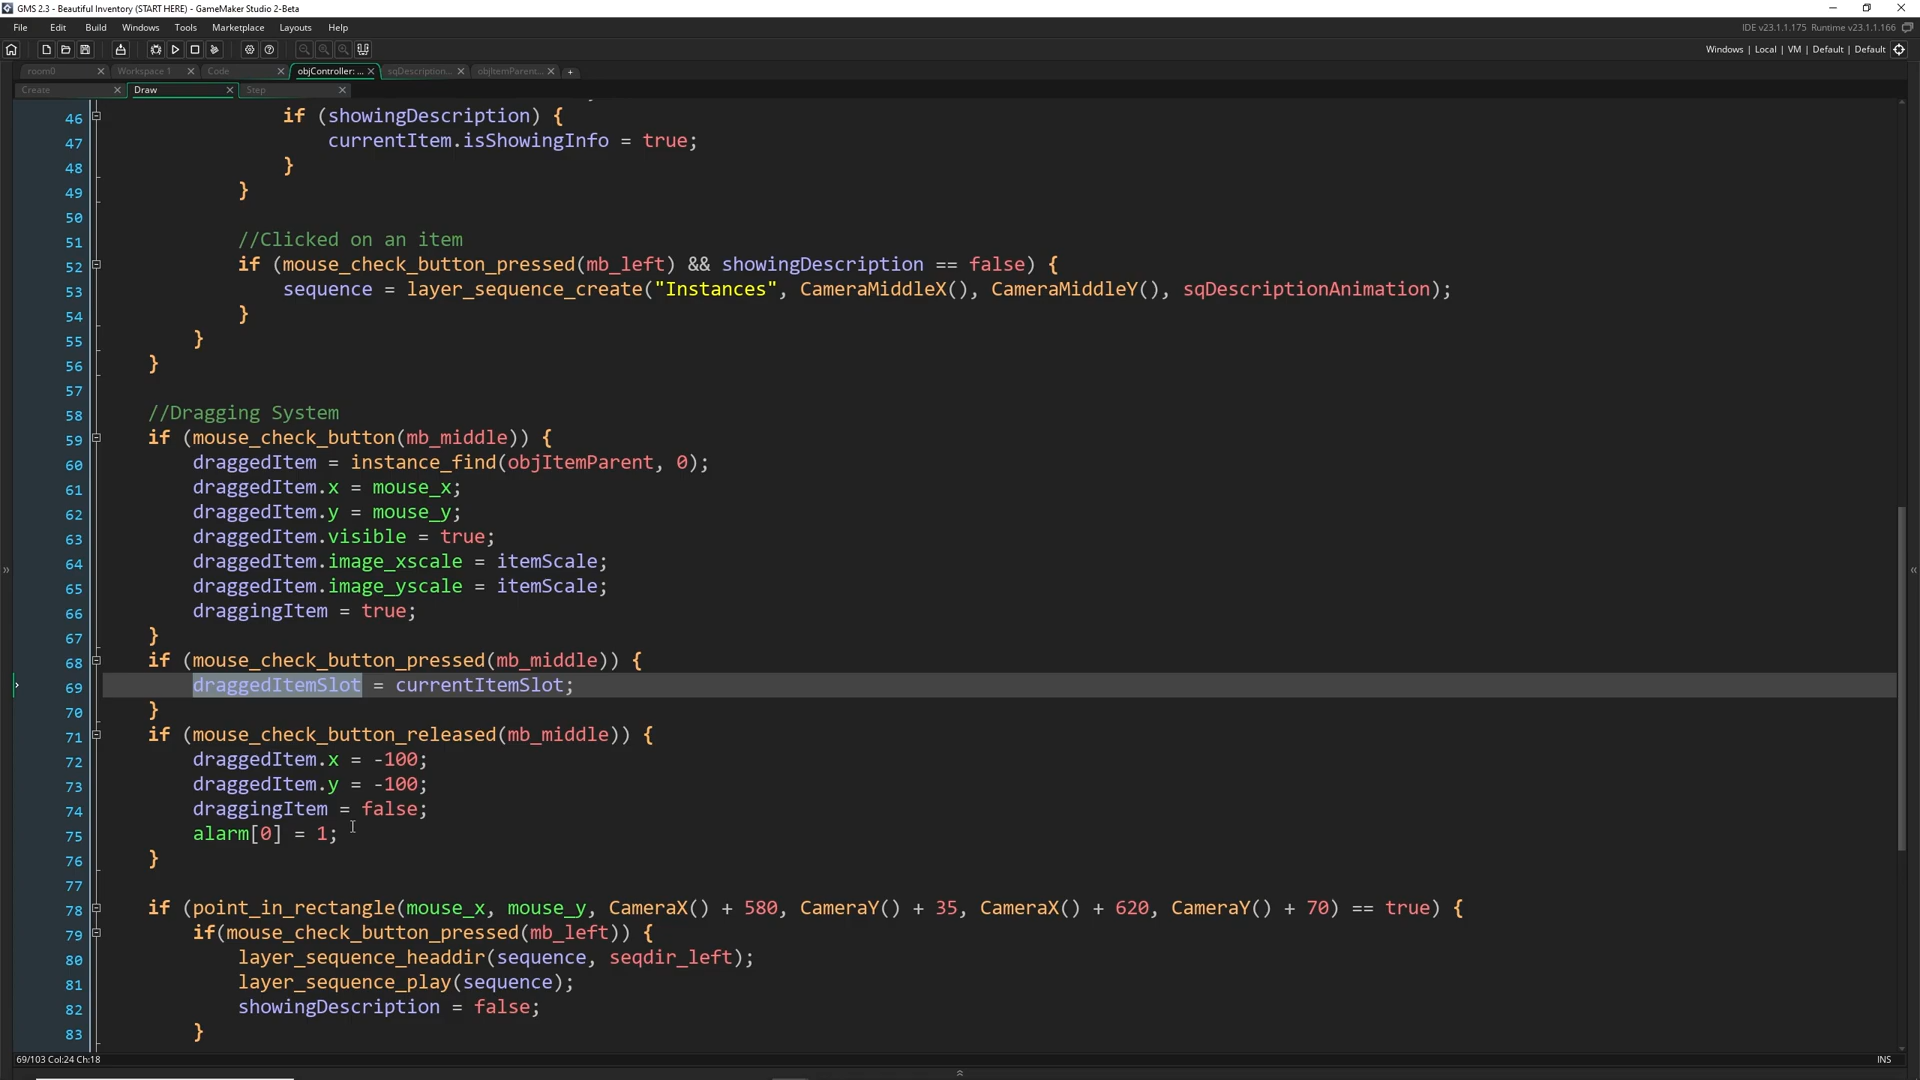 GMS 2.3 - Beautiful Inventory (START HERE) - GameMaker Studio 2-Beta
File Edit Build Windows Tools Marketplace Layouts Help
IDE v23.1.1.175 Runtime v23.1.1.166
Windows | Local | VM | Default | Default
room0 Workspace 1 Code objController: ... sqDescription... objItemParent...
Create Draw Step
46 if (showingDescription) {
47 currentItem.isShowingInfo = true;
48 }
49 }
50
51 //Clicked on an item
52 if (mouse_check_button_pressed(mb_left) && showingDescription == false) {
53 sequence = layer_sequence_create("Instances", CameraMiddleX(), CameraMiddleY(), sqDescriptionAnimation);
54 }
55 }
56 }
57
58 //Dragging System
59 if (mouse_check_button(mb_middle)) {
60 draggedItem = instance_find(objItemParent, 0);
61 draggedItem.x = mouse_x;
62 draggedItem.y = mouse_y;
63 draggedItem.visible = true;
64 draggedItem.image_xscale = itemScale;
65 draggedItem.image_yscale = itemScale;
66 draggingItem = true;
67 }
68 if (mouse_check_button_pressed(mb_middle)) {
69 draggedItemSlot = currentItemSlot;
70 }
71 if (mouse_check_button_released(mb_middle)) {
72 draggedItem.x = -100;
73 draggedItem.y = -100;
74 draggingItem = false;
75 alarm[0] = 1;
76 }
77
78 if (point_in_rectangle(mouse_x, mouse_y, CameraX() + 580, CameraY() + 35, CameraX() + 620, CameraY() + 70) == true) {
79 if(mouse_check_button_pressed(mb_left)) {
80 layer_sequence_headdir(sequence, seqdir_left);
81 layer_sequence_play(sequence);
82 showingDescription = false;
83 }
69/103 Col:24 Ch:18
INS